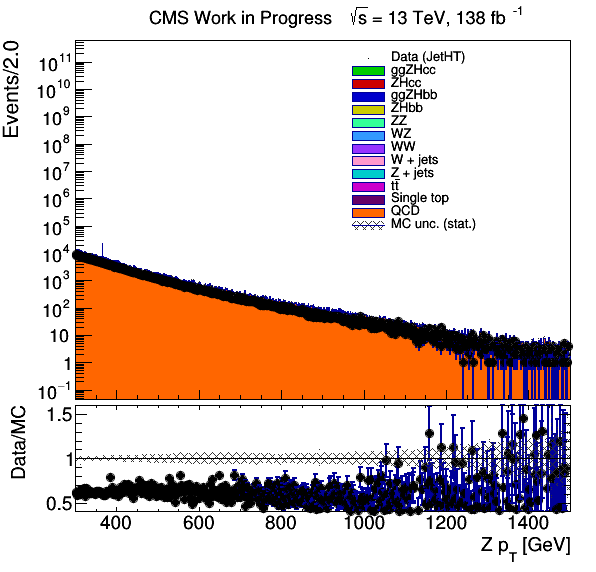 CMS Work in Progress √s = 13 TeV, 138 fb⁻¹
Events/2.0
10¹¹
10¹⁰
10⁹
10⁸
10⁷
10⁶
10⁵
10⁴
10³
10²
10
1
10⁻¹
Data (JetHT)
ggZHcc
ZHcc
ggZHbb
ZHbb
ZZ
WZ
WW
W + jets
Z + jets
tt̄
Single top
QCD
MC unc. (stat.)
Data/MC
1.5
1
0.5
400 600 800 1000 1200 1400
Z p_T [GeV]